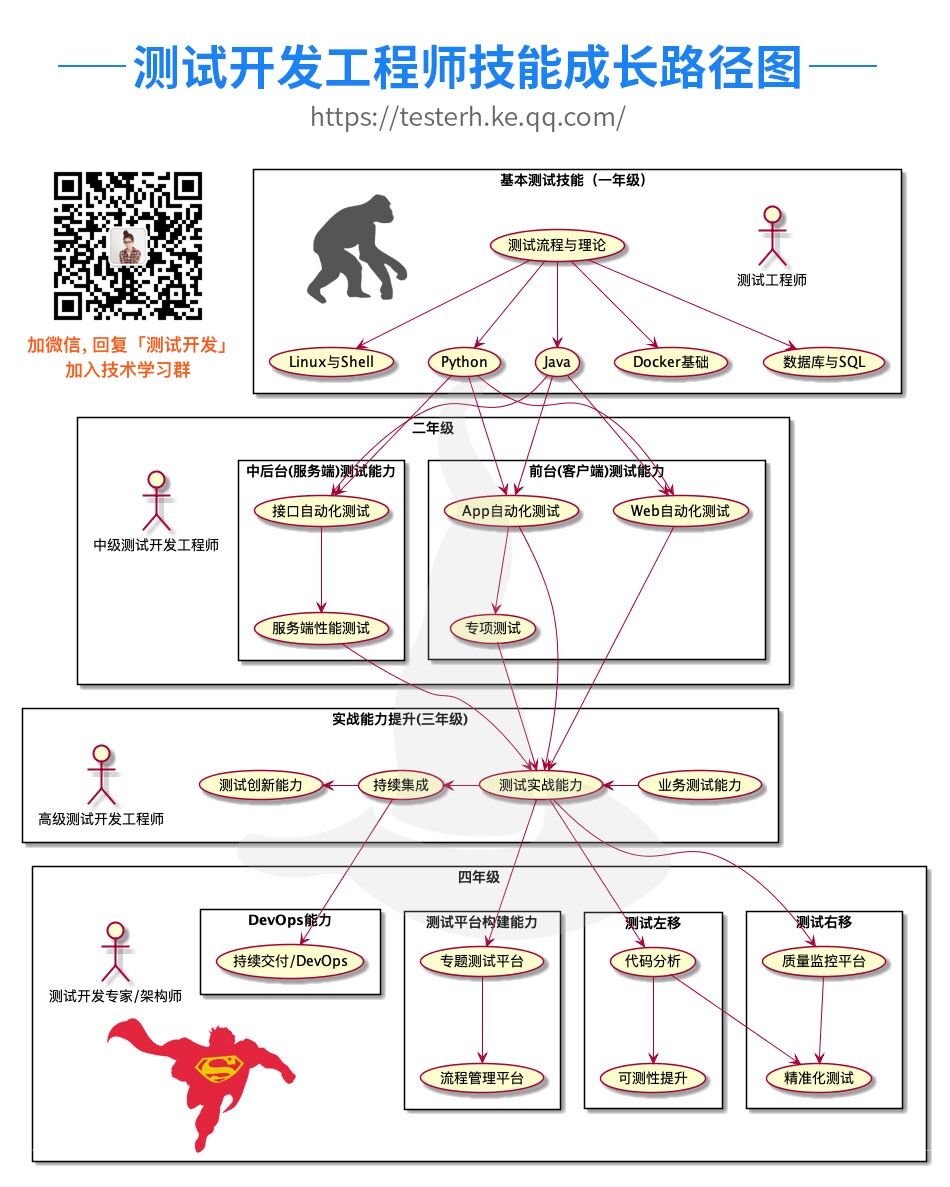 测试开发工程师技能成长路径图
https://testerh.ke.qq.com/
加微信, 回复「测试开发」
加入技术学习群
基本测试技能（一年级）
测试流程与理论
测试工程师
Linux与Shell
Python
Java
Docker基础
数据库与SQL
二年级
中后台(服务端)测试能力
前台(客户端)测试能力
中级测试开发工程师
接口自动化测试
App自动化测试
Web自动化测试
服务端性能测试
专项测试
实战能力提升(三年级)
高级测试开发工程师
测试创新能力
持续集成
测试实战能力
业务测试能力
四年级
测试开发专家/架构师
DevOps能力
测试平台构建能力
测试左移
测试右移
持续交付/DevOps
专题测试平台
代码分析
质量监控平台
流程管理平台
可测性提升
精准化测试